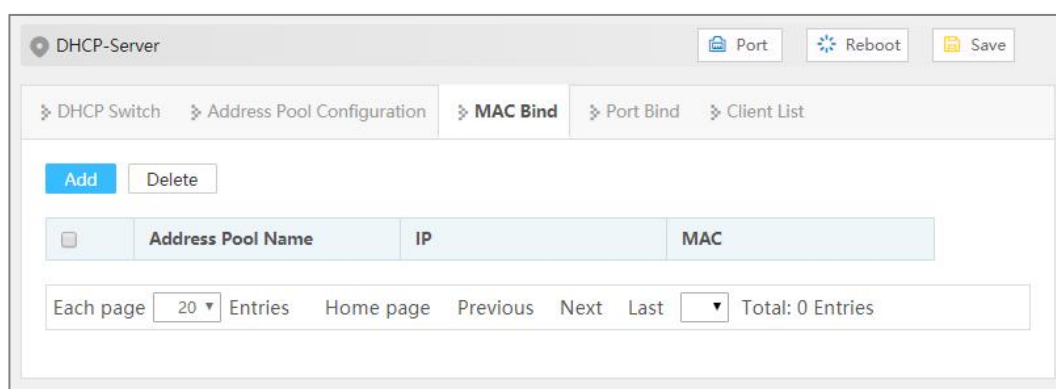 DHCP-Server Port Reboot Save
DHCP Switch Address Pool Configuration MAC Bind Port Bind Client List
Add Delete
Address Pool Name IP MAC
Each page 20 Entries Home page Previous Next Last Total: 0 Entries